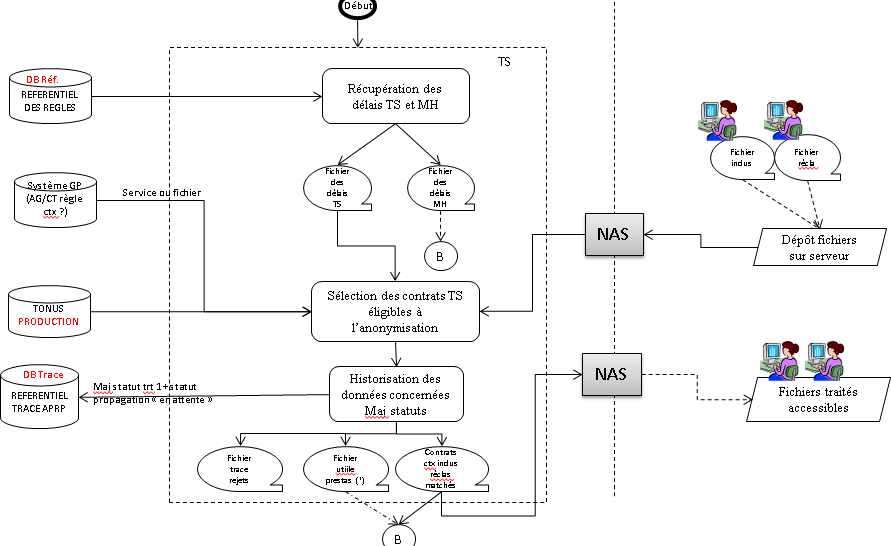 Début
TS
DB Réf.
REFERENTIEL
DES REGLES
Récupération des
délais TS et MH
Fichier
indus
Fichier
récla
Fichier
des
délais
TS
Fichier
des
délais
MH
Système GP
(AG/CT règle
ctx ?)
Service ou fichier
B
NAS
Dépôt fichiers
sur serveur
TONUS
PRODUCTION
Sélection des contrats TS
éligibles à
l'anonymisation
DB Trace
REFERENTIEL
TRACE APRP
Maj statut trt 1+ statut
propagation « en attente »
Historisation des
données concernées
Maj statuts
NAS
Fichiers traités
accessibles
Fichier
trace
rejets
Fichier
utiile
prestas (')
Contrats
ctx indus
réclas
matchés
B